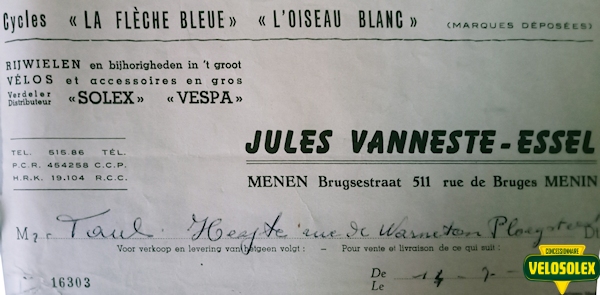 Cycles « LA FLÈCHE BLEUE » « L'OISEAU BLANC » (MARQUES DÉPOSÉES)
RIJWIELEN en bijhorigheden in 't groot
VÉLOS et accessoires en gros
Verdeler
Distributeur «SOLEX» «VESPA»
JULES VANNESTE-ESSEL
TEL. 515.86 TÉL.
P.C.R. 454258 C.C.P.
H.R.K. 19.104 R.C.C.
MENEN Brugsestraat 511 rue de Bruges MENIN
Mr Paul rue de Warneton
Voor verkoop en levering van hetgeen volgt : — Pour vente et livraison de ce qui suit :
16303
De
Le 14-7-
CONCESSIONNAIRE
VELOSOLEX